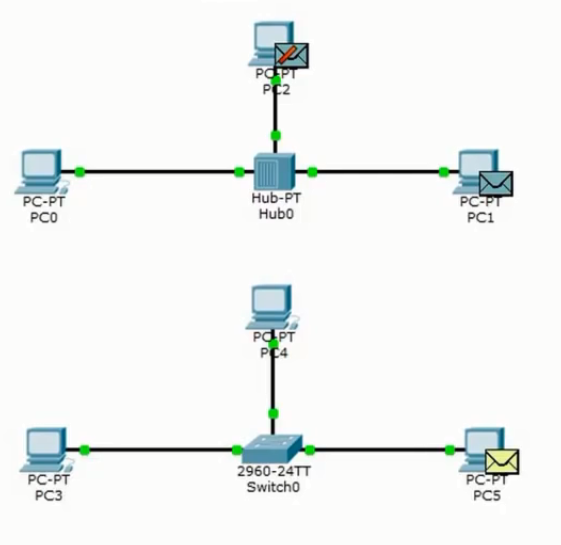 PC-PT
PC2
PC-PT
PC0
Hub-PT
Hub0
PC-PT
PC1
PC-PT
PC4
PC-PT
PC3
2960-24TT
Switch0
PC-PT
PC5